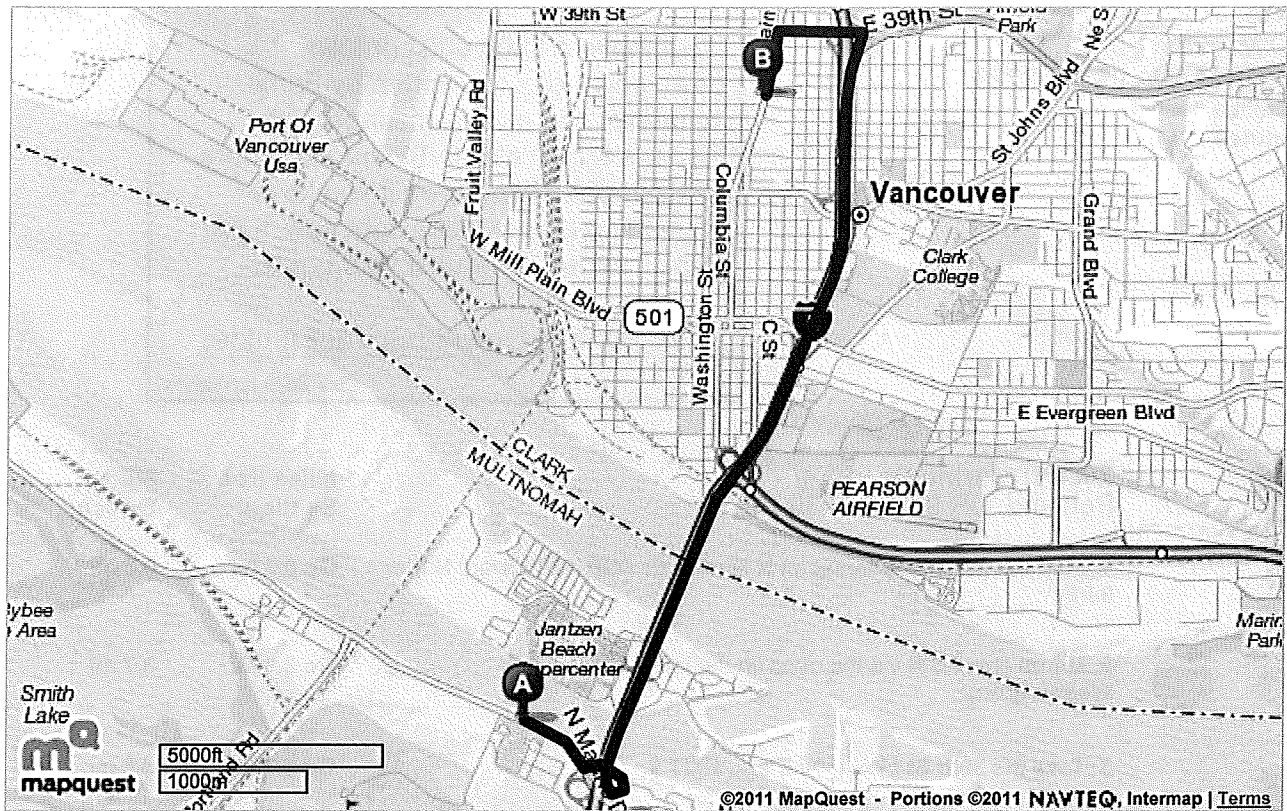 W 39th St
E 39th St
Park
B
Port Of
Vancouver
Usa
Fruit Valley Rd
St Johns Blvd
Vancouver
Columbia St
Grand Blvd
W Mill Plain Blvd
Clark
College
501
Washington St
C St
E Evergreen Blvd
CLARK
MULTNOMAH
PEARSON
AIRFIELD
Jantzen
Beach
A
Smith
Lake
mapquest
5000ft
1000m
©2011 MapQuest - Portions ©2011 NAVTEQ, Intermap | Terms